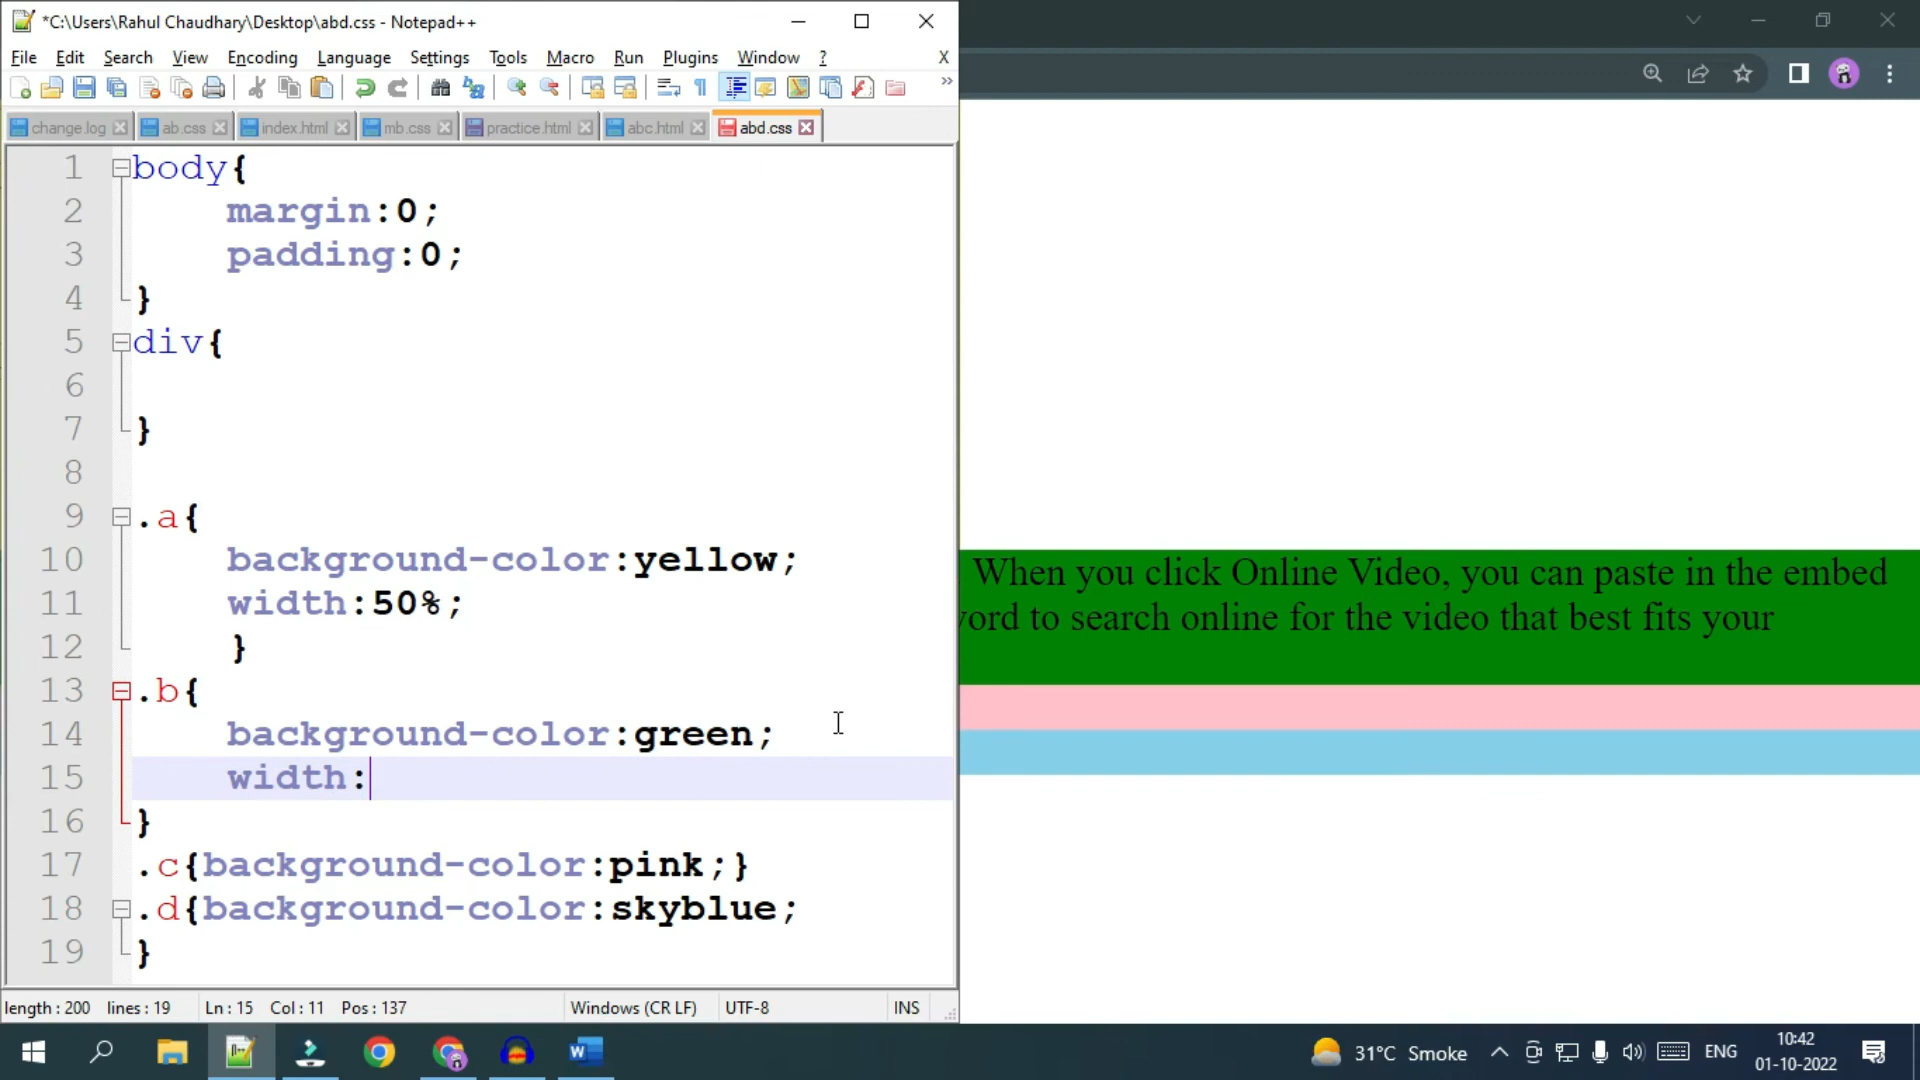 *C:\Users\Rahul Chaudhary\Desktop\abd.css - Notepad++
File Edit Search View Encoding Language Settings Tools Macro Run Plugins Window ? X
change.log ab.css index.html mb.css practice.html abc.html abd.css
1 body{
2 margin:0;
3 padding:0;
4 }
5 div{
6
7 }
8
9 .a{
10 background-color:yellow;
11 width:50%;
12 }
13 .b{
14 background-color:green;
15 width:
16 }
17 .c{background-color:pink;}
18 .d{background-color:skyblue;
19 }
When you click Online Video, you can paste in the embed
ord to search online for the video that best fits your
length : 200 lines : 19 Ln : 15 Col : 11 Pos : 137 Windows (CR LF) UTF-8 INS
31°C Smoke ENG 10:42
01-10-2022